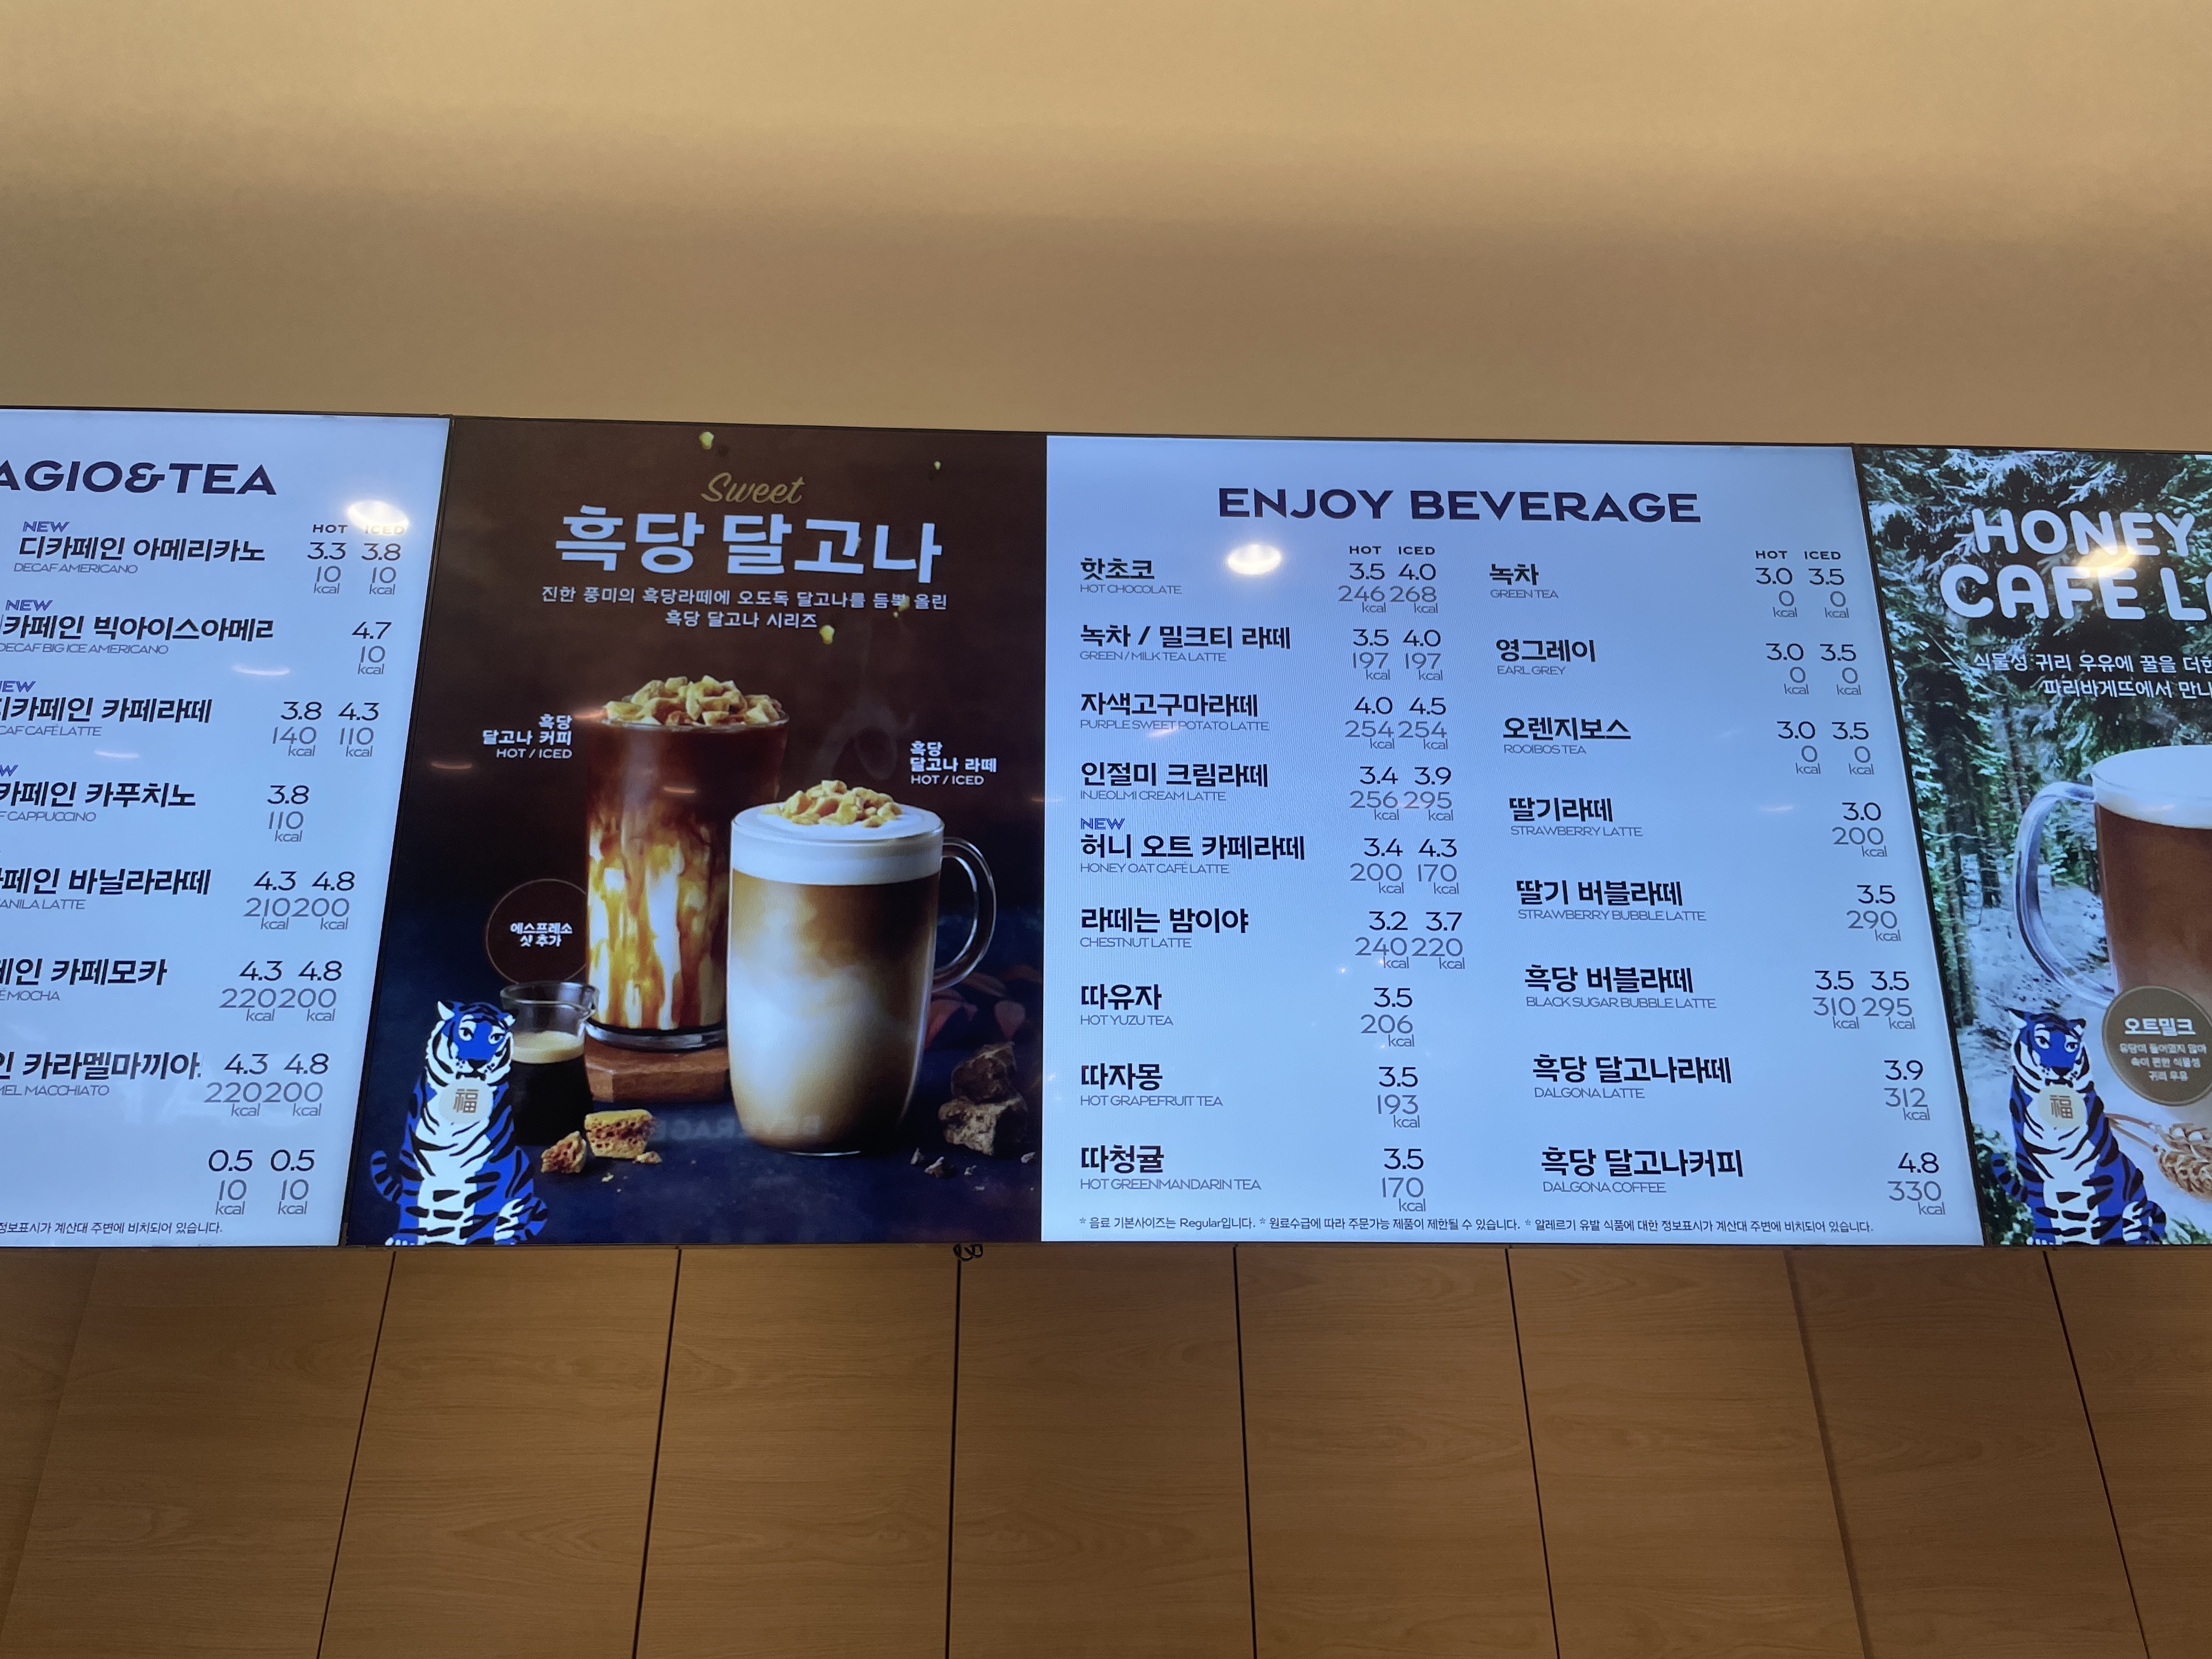 AGIO&TEA
HOT ICED
NEW
디카페인 아메리카노 3.3 3.8
DECAF AMERICANO 10 10
kcal kcal
NEW
카페인 빅아이스아메리 4.7
DECAF BIG ICE AMERICANO 10
kcal
NEW
디카페인 카페라떼 3.8 4.3
CAF CAFÉ LATTE 140 110
kcal kcal
카페인 카푸치노 3.8
F CAPPUCCINO 110
kcal
페인 바닐라라떼 4.3 4.8
ANILA LATTE 210 200
kcal kcal
페인 카페모카 4.3 4.8
É MOCHA 220 200
kcal kcal
인 카라멜마끼아 4.3 4.8
MEL MACCHIATO 220 200
kcal kcal
0.5 0.5
10 10
kcal kcal
정보표시가 계산대 주변에 비치되어 있습니다.
Sweet
흑당 달고나
진한 풍미의 흑당라떼에 오도독 달고나를 듬뿍 올린
흑당 달고나 시리즈
흑당
달고나 커피
HOT / ICED
흑당
달고나 라떼
HOT / ICED
에스프레소
샷 추가
福
ENJOY BEVERAGE
HOT ICED
핫초코 3.5 4.0
HOT CHOCOLATE 246 268
kcal kcal
녹차 / 밀크티 라떼 3.5 4.0
GREEN / MILK TEA LATTE 197 197
kcal kcal
자색고구마라떼 4.0 4.5
PURPLE SWEET POTATO LATTE 254 254
kcal kcal
인절미 크림라떼 3.4 3.9
INJEOLMI CREAM LATTE 256 295
kcal kcal
NEW
허니 오트 카페라떼 3.4 4.3
HONEY OAT CAFÉ LATTE 200 170
kcal kcal
라떼는 밤이야 3.2 3.7
CHESTNUT LATTE 240 220
kcal kcal
따유자 3.5
HOT YUZU TEA 206
kcal
따자몽 3.5
HOT GRAPEFRUIT TEA 193
kcal
따청귤 3.5
HOT GREENMANDARIN TEA 170
kcal
HOT ICED
녹차 3.0 3.5
GREEN TEA 0 0
kcal kcal
영그레이 3.0 3.5
EARL GREY 0 0
kcal kcal
오렌지보스 3.0 3.5
ROOIBOS TEA 0 0
kcal kcal
딸기라떼 3.0
STRAWBERRY LATTE 200
kcal
딸기 버블라떼 3.5
STRAWBERRY BUBBLE LATTE 290
kcal
흑당 버블라떼 3.5 3.5
BLACK SUGAR BUBBLE LATTE 310 295
kcal kcal
흑당 달고나라떼 3.9
DALGONA LATTE 312
kcal
흑당 달고나커피 4.8
DALGONA COFFEE 330
kcal
* 음료 기본사이즈는 Regular입니다. * 원료수급에 따라 주문가능 제품이 제한될 수 있습니다. * 알레르기 유발 식품에 대한 정보표시가 계산대 주변에 비치되어 있습니다.
HONEY
CAFE L
식물성 귀리 우유에 꿀을 더한
파리바게뜨에서 만나
오트밀크
귀리 우유
福